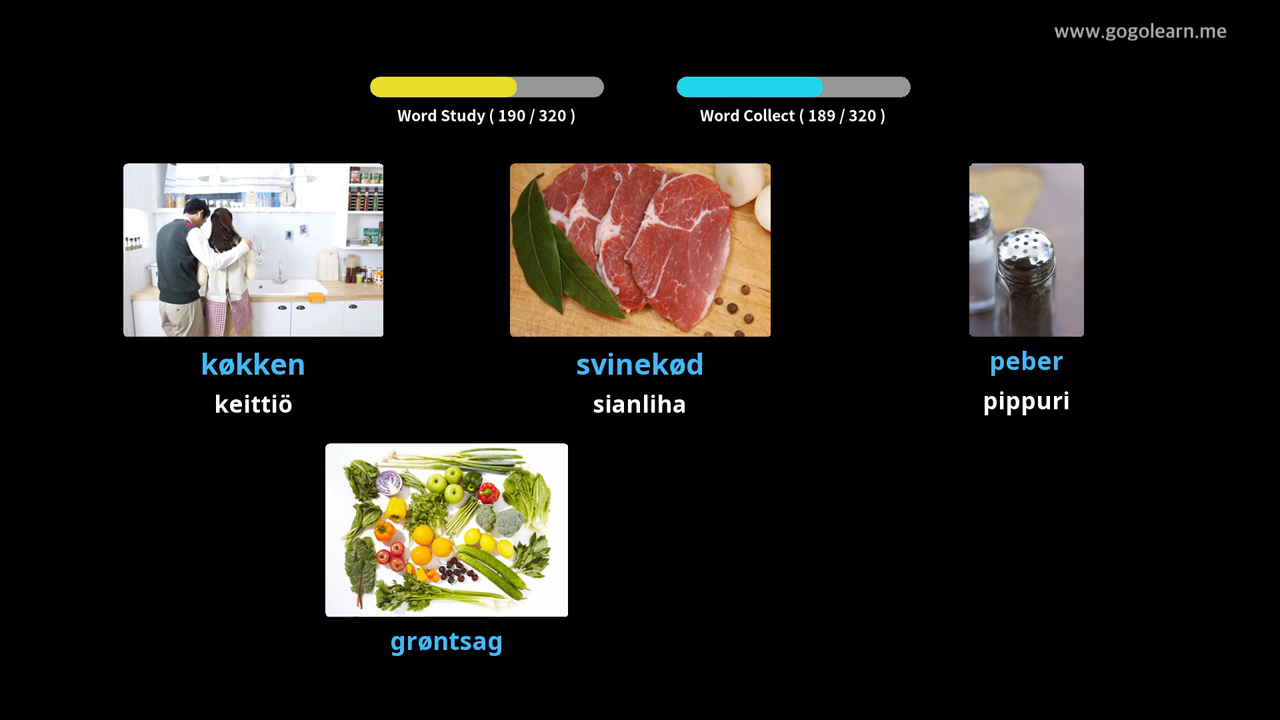 www.gogolearn.me
Word Study ( 190 / 320 )
Word Collect ( 189 / 320 )
køkken
keittiö
svinekød
sianliha
peber
pippuri
grøntsag